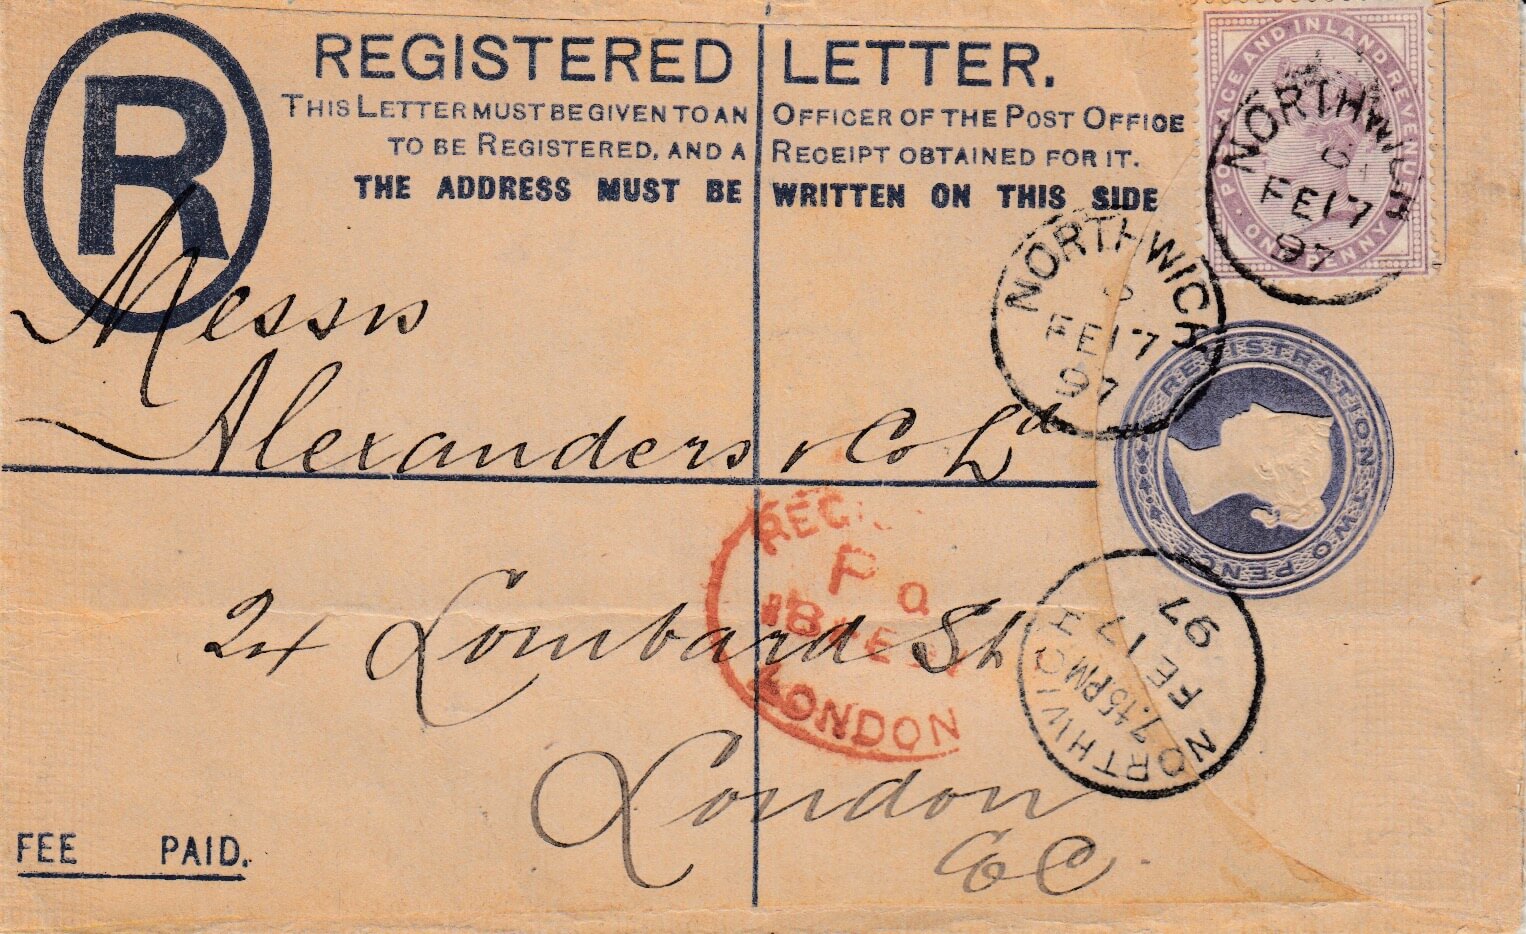 R
REGISTERED LETTER.
THIS LETTER MUST BE GIVEN TO AN OFFICER OF THE POST OFFICE
TO BE REGISTERED, AND A RECEIPT OBTAINED FOR IT.
THE ADDRESS MUST BE WRITTEN ON THIS SIDE
POSTAGE AND INLAND REVENUE
ONE PENNY
NORTHWICH
FE 17
97
NORTHWICH
FE 17
97
REGISTRATION TWO PENCE
Messrs
Alexanders & Co Ld
24 Lombard St
London
EC
LONDON
NORTHWICH
7.15PM
FE 17
97
FEE PAID.